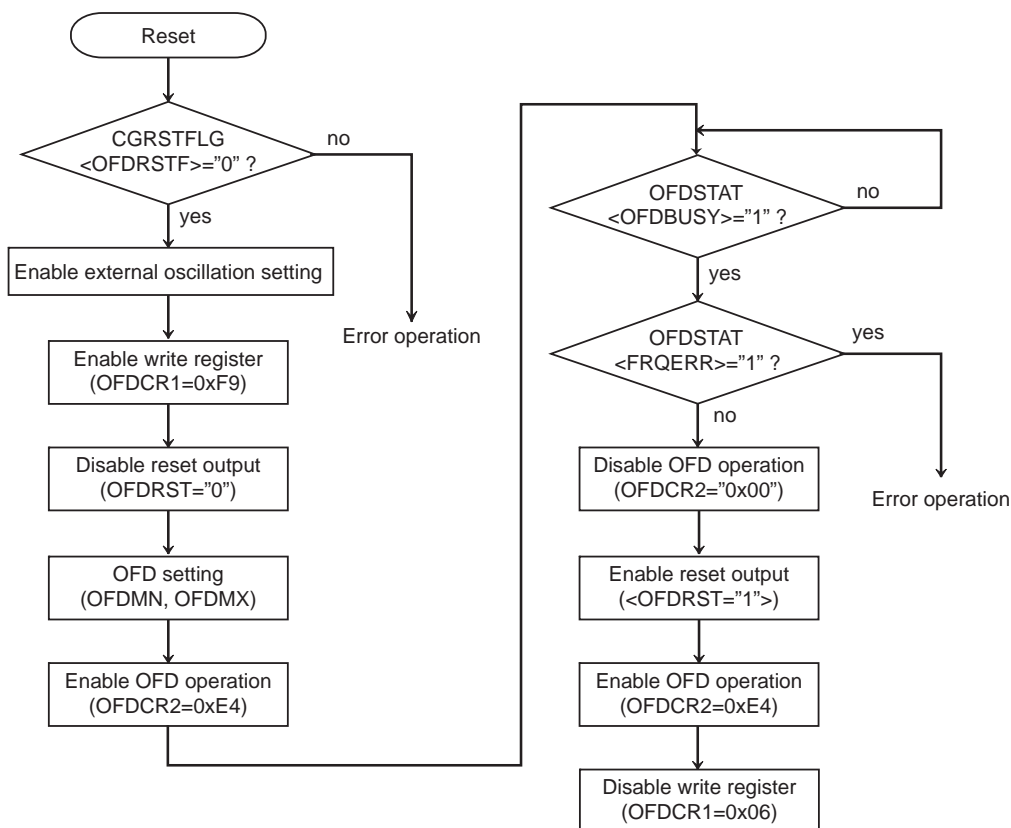 Reset
CGRSTFLG
<OFDRSTF>=”0” ?
no
yes
Enable external oscillation setting
Error operation
Enable write register
(OFDCR1=0xF9)
Disable reset output
(OFDRST=”0”)
OFD setting
(OFDMN, OFDMX)
Enable OFD operation
(OFDCR2=0xE4)
OFDSTAT
<OFDBUSY>=”1” ?
no
yes
OFDSTAT
<FRQERR>=”1” ?
yes
no
Disable OFD operation
(OFDCR2=”0x00”)
Error operation
Enable reset output
(<OFDRST=”1”>)
Enable OFD operation
(OFDCR2=0xE4)
Disable write register
(OFDCR1=0x06)